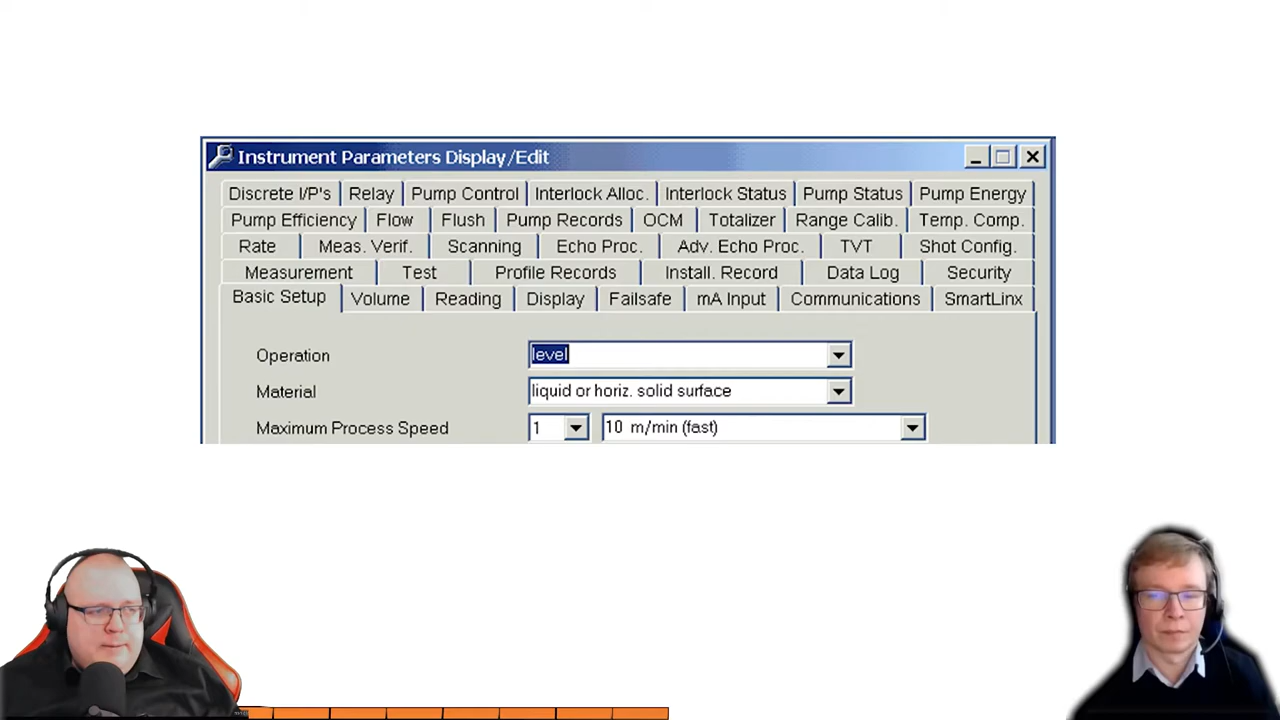 Instrument Parameters Display/Edit
Discrete I/P's Relay Pump Control Interlock Alloc. Interlock Status Pump Status Pump Energy
Pump Efficiency Flow Flush Pump Records OCM Totalizer Range Calib. Temp. Comp.
Rate Meas. Verif. Scanning Echo Proc. Adv. Echo Proc. TVT Shot Config.
Measurement Test Profile Records Install. Record Data Log Security
Basic Setup Volume Reading Display Failsafe mA Input Communications SmartLinx
Operation level
Material liquid or horiz. solid surface
Maximum Process Speed 1 10 m/min (fast)